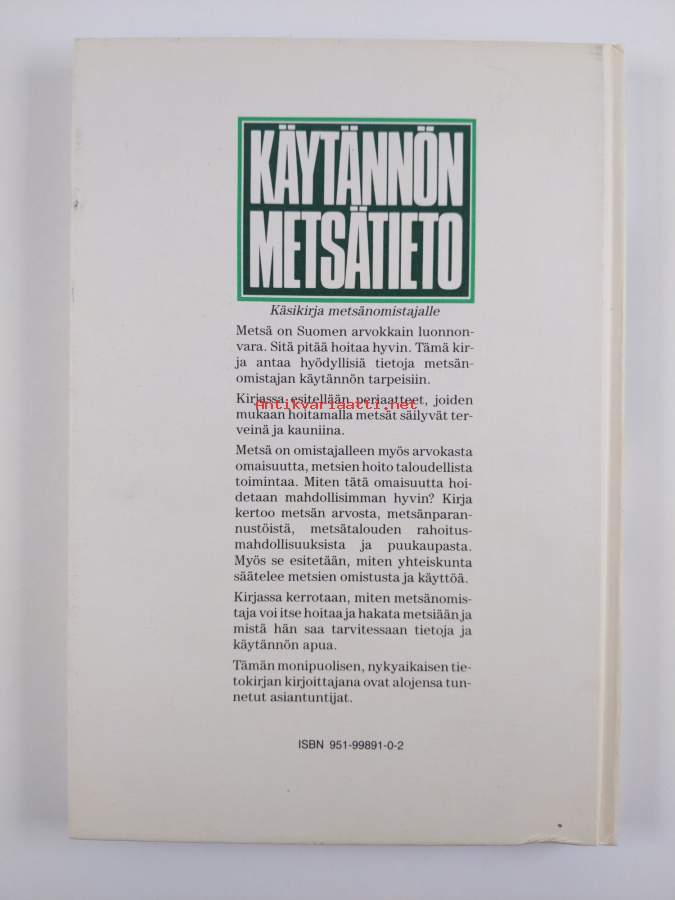 KÄYTÄNNÖN
METSÄTIETO
Käsikirja metsänomistajalle
Metsä on Suomen arvokkain luonnon-
vara. Sitä pitää hoitaa hyvin. Tämä kir-
ja antaa hyödyllisiä tietoja metsän-
omistajan käytännön tarpeisiin.
Kirjassa esitellään periaatteet, joiden
Antikvariaatti.net
mukaan hoitamalla metsät säilyvät ter-
veinä ja kauniina.
Metsä on omistajalleen myös arvokasta
omaisuutta, metsien hoito taloudellista
toimintaa. Miten tätä omaisuutta hoi-
detaan mahdollisimman hyvin? Kirja
kertoo metsän arvosta, metsänparan-
nustöistä, metsätalouden rahoitus-
mahdollisuuksista ja puukaupasta.
Myös se esitetään, miten yhteiskunta
säätelee metsien omistusta ja käyttöä.
Kirjassa kerrotaan, miten metsänomis-
taja voi itse hoitaa ja hakata metsiään ja
mistä hän saa tarvitessaan tietoja ja
käytännön apua.
Tämän monipuolisen, nykyaikaisen tie-
tokirjan kirjoittajana ovat alojensa tun-
netut asiantuntijat.
ISBN 951-99891-0-2